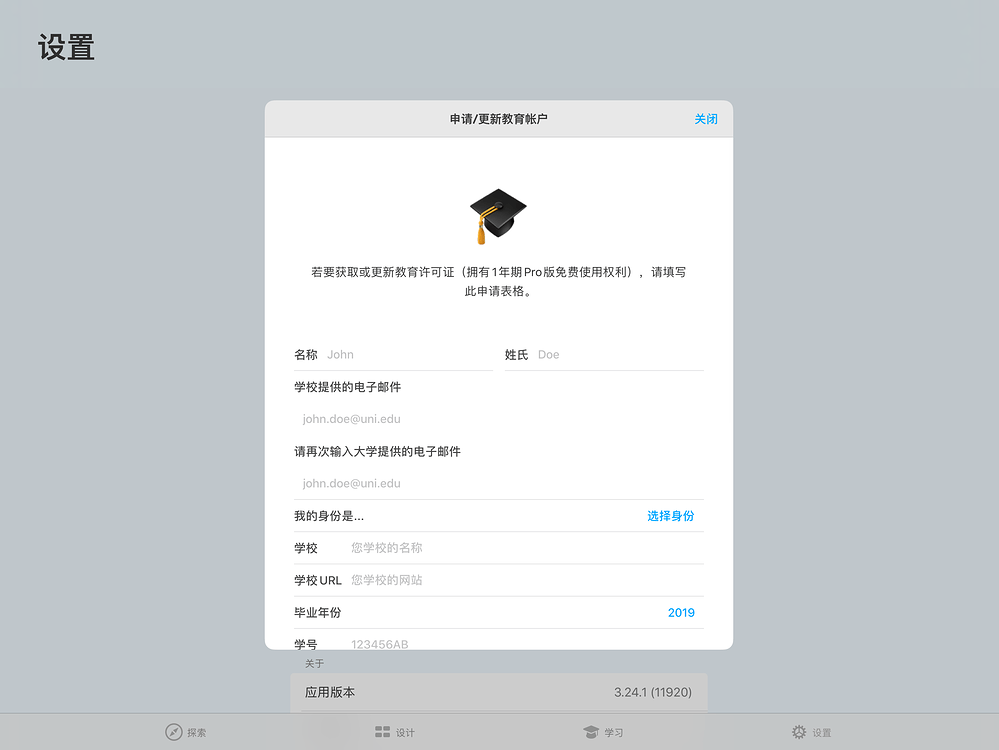 设置
申请/更新教育帐户
关闭
若要获取或更新教育许可证（拥有1年期Pro版免费使用权利），请填写
此申请表格。
名称 John 姓氏 Doe
学校提供的电子邮件
john.doe@uni.edu
请再次输入大学提供的电子邮件
john.doe@uni.edu
我的身份是... 选择身份
学校 您学校的名称
学校URL 您学校的网站
毕业年份 2019
学号 123456AB
关于
应用版本 3.24.1 (11920)
探索 设计 学习 设置